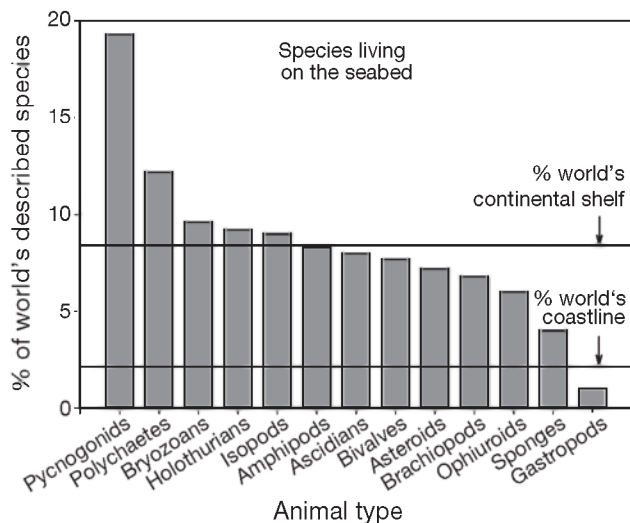 % of world's described species
20
15
10
5
0
Species living
on the seabed
% world's
continental shelf
% world‘s
coastline
Pycnogonids
Polychaetes
Bryozoans
Holothurians
Isopods
Amphipods
Ascidians
Bivalves
Asteroids
Brachiopods
Ophiuroids
Sponges
Gastropods
Animal type